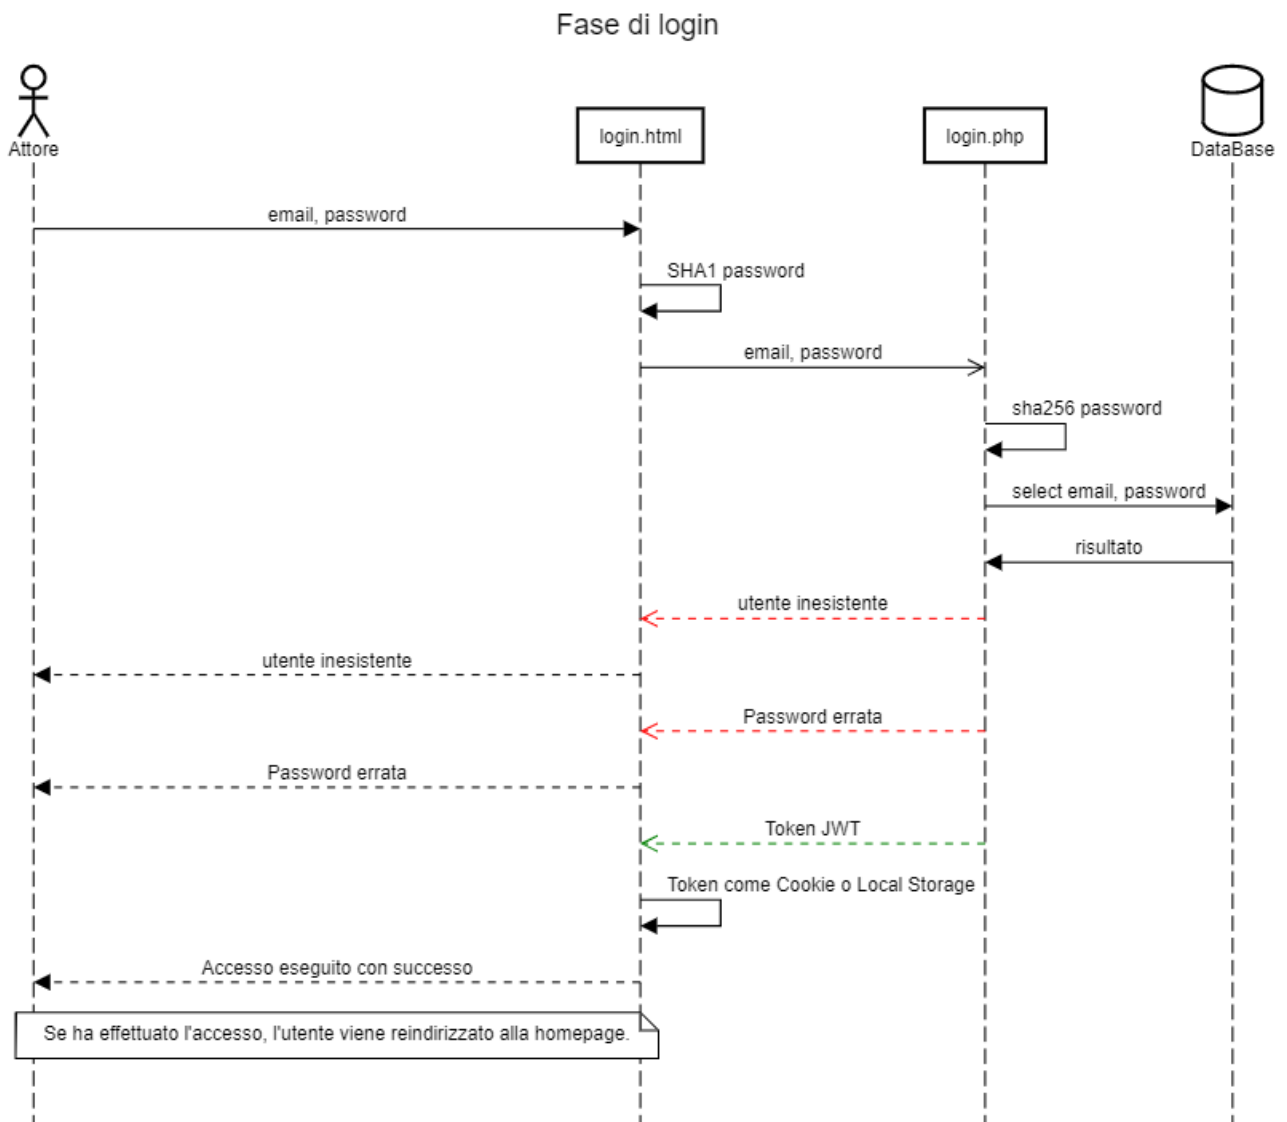 Fase di login
Attore
login.html
login.php
DataBase
email, password
SHA1 password
email, password
sha256 password
select email, password
risultato
utente inesistente
utente inesistente
Password errata
Password errata
Token JWT
Token come Cookie o Local Storage
Accesso eseguito con successo
Se ha effettuato l'accesso, l'utente viene reindirizzato alla homepage.